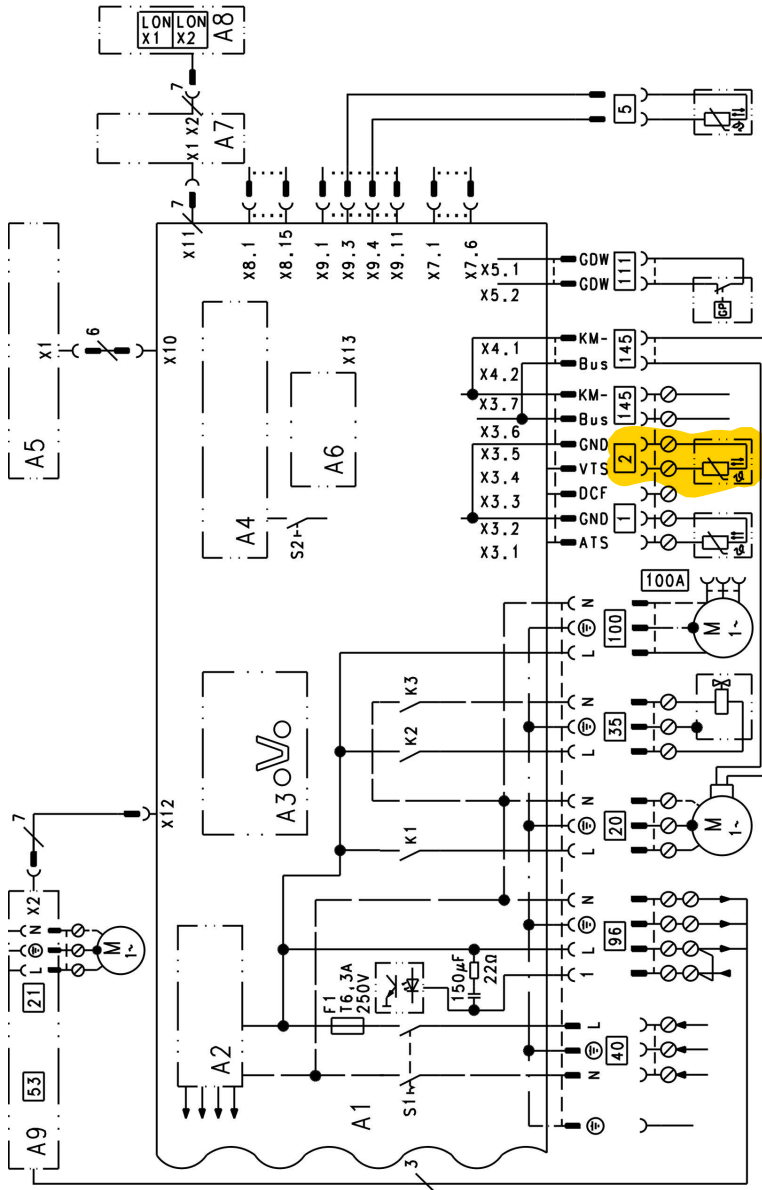 LON X1
LON X2
A8
7
X1
X2
A7
7
X11
5
ϑ
X8.1
X8.15
X9.1
X9.3
X9.4
X9.11
X7.1
X7.6
A5
X1
6
X10
X13
A4
A6
S2
X5.1
GDW
X5.2
GDW
111
GP
X4.1
KM-
X4.2
Bus
145
X3.7
KM-
X3.6
Bus
145
X3.5
GND
X3.4
VTS
2
ϑ
X3.3
DCF
X3.2
GND
X3.1
ATS
1
ϑ
100A
N
L
100
M
1~
A3
K3
K2
K1
N
L
35
N
L
20
M
1~
X12
7
X2
N
L
M
1~
21
53
A9
A2
F1
T6,3A
250V
150µF
22Ω
N
L
1
96
L
N
40
S1
A1
3